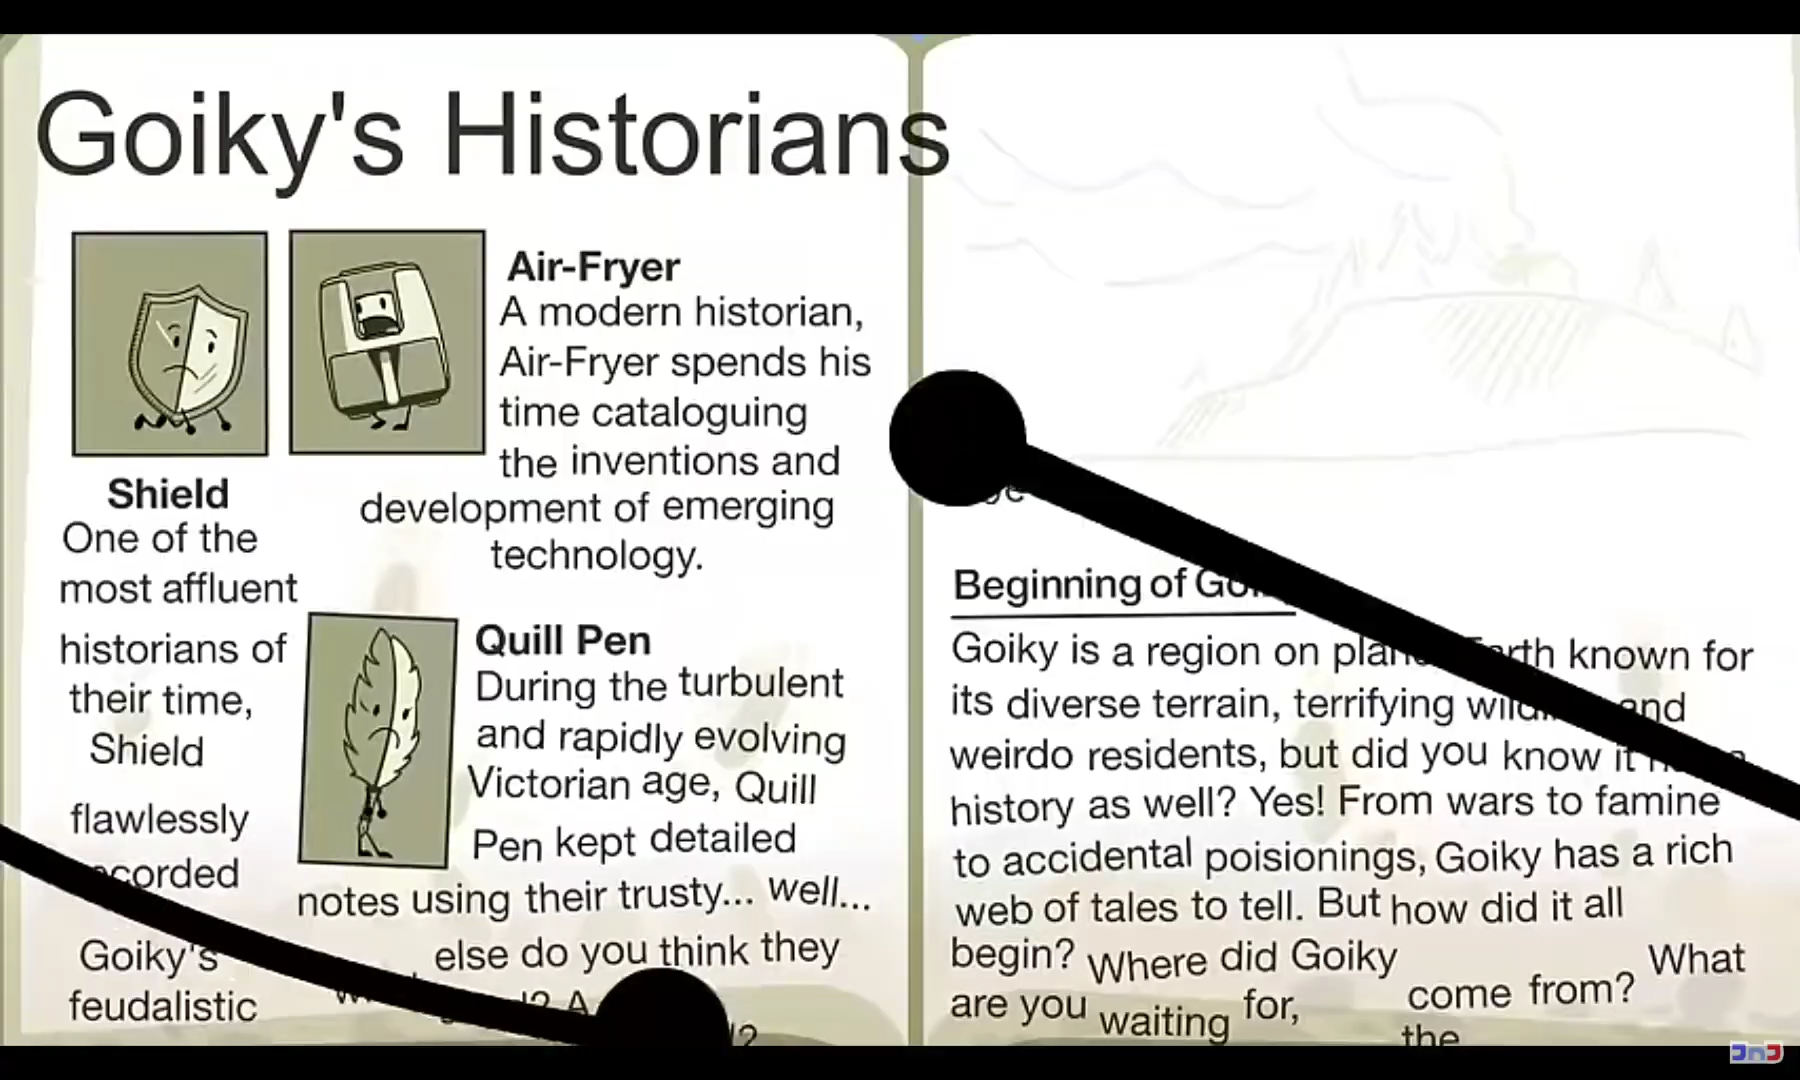 Goiky's Historians
Air-Fryer
A modern historian,
Air-Fryer spends his
time cataloguing
the inventions and
development of emerging
technology.
Shield
One of the
most affluent
historians of
their time,
Shield
flawlessly
corded
Goiky's
feudalistic
Quill Pen
During the turbulent
and rapidly evolving
Victorian age, Quill
Pen kept detailed
notes using their trusty... well...
else do you think they
Beginning of
Goiky is a region on known for
its diverse terrain, terrifying and
weirdo residents, but did you know it
history as well? Yes! From wars to famine
to accidental poisionings, Goiky has a rich
web of tales to tell. But how did it all
begin? Where did Goiky come from? What
are you waiting for, the